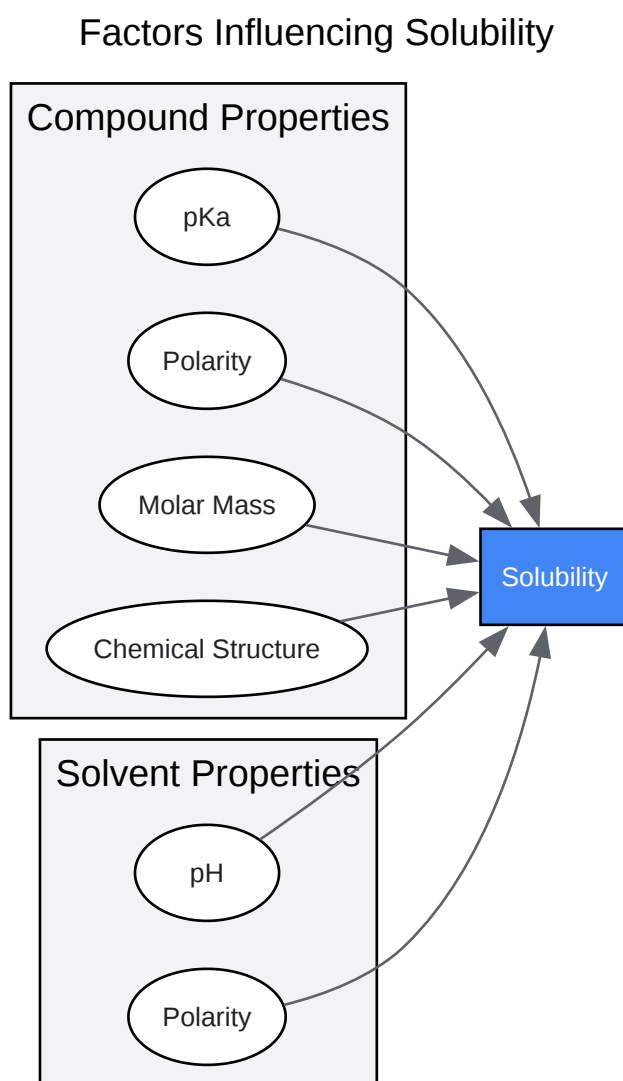 Factors Influencing Solubility
Compound Properties
pKa
Polarity
Molar Mass
Solubility
Chemical Structure
Solvent Properties
pH
Polarity